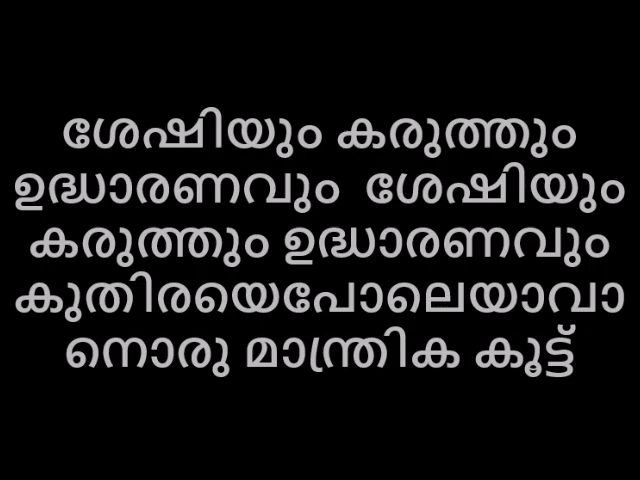 ശേഷിയും കരുത്തും
ഉദ്ധാരണവും ശേഷിയും
കരുത്തും ഉദ്ധാരണവും
കുതിരയെപോലെയാവാ
നൊരു മാന്ത്രിക കൂട്ട്